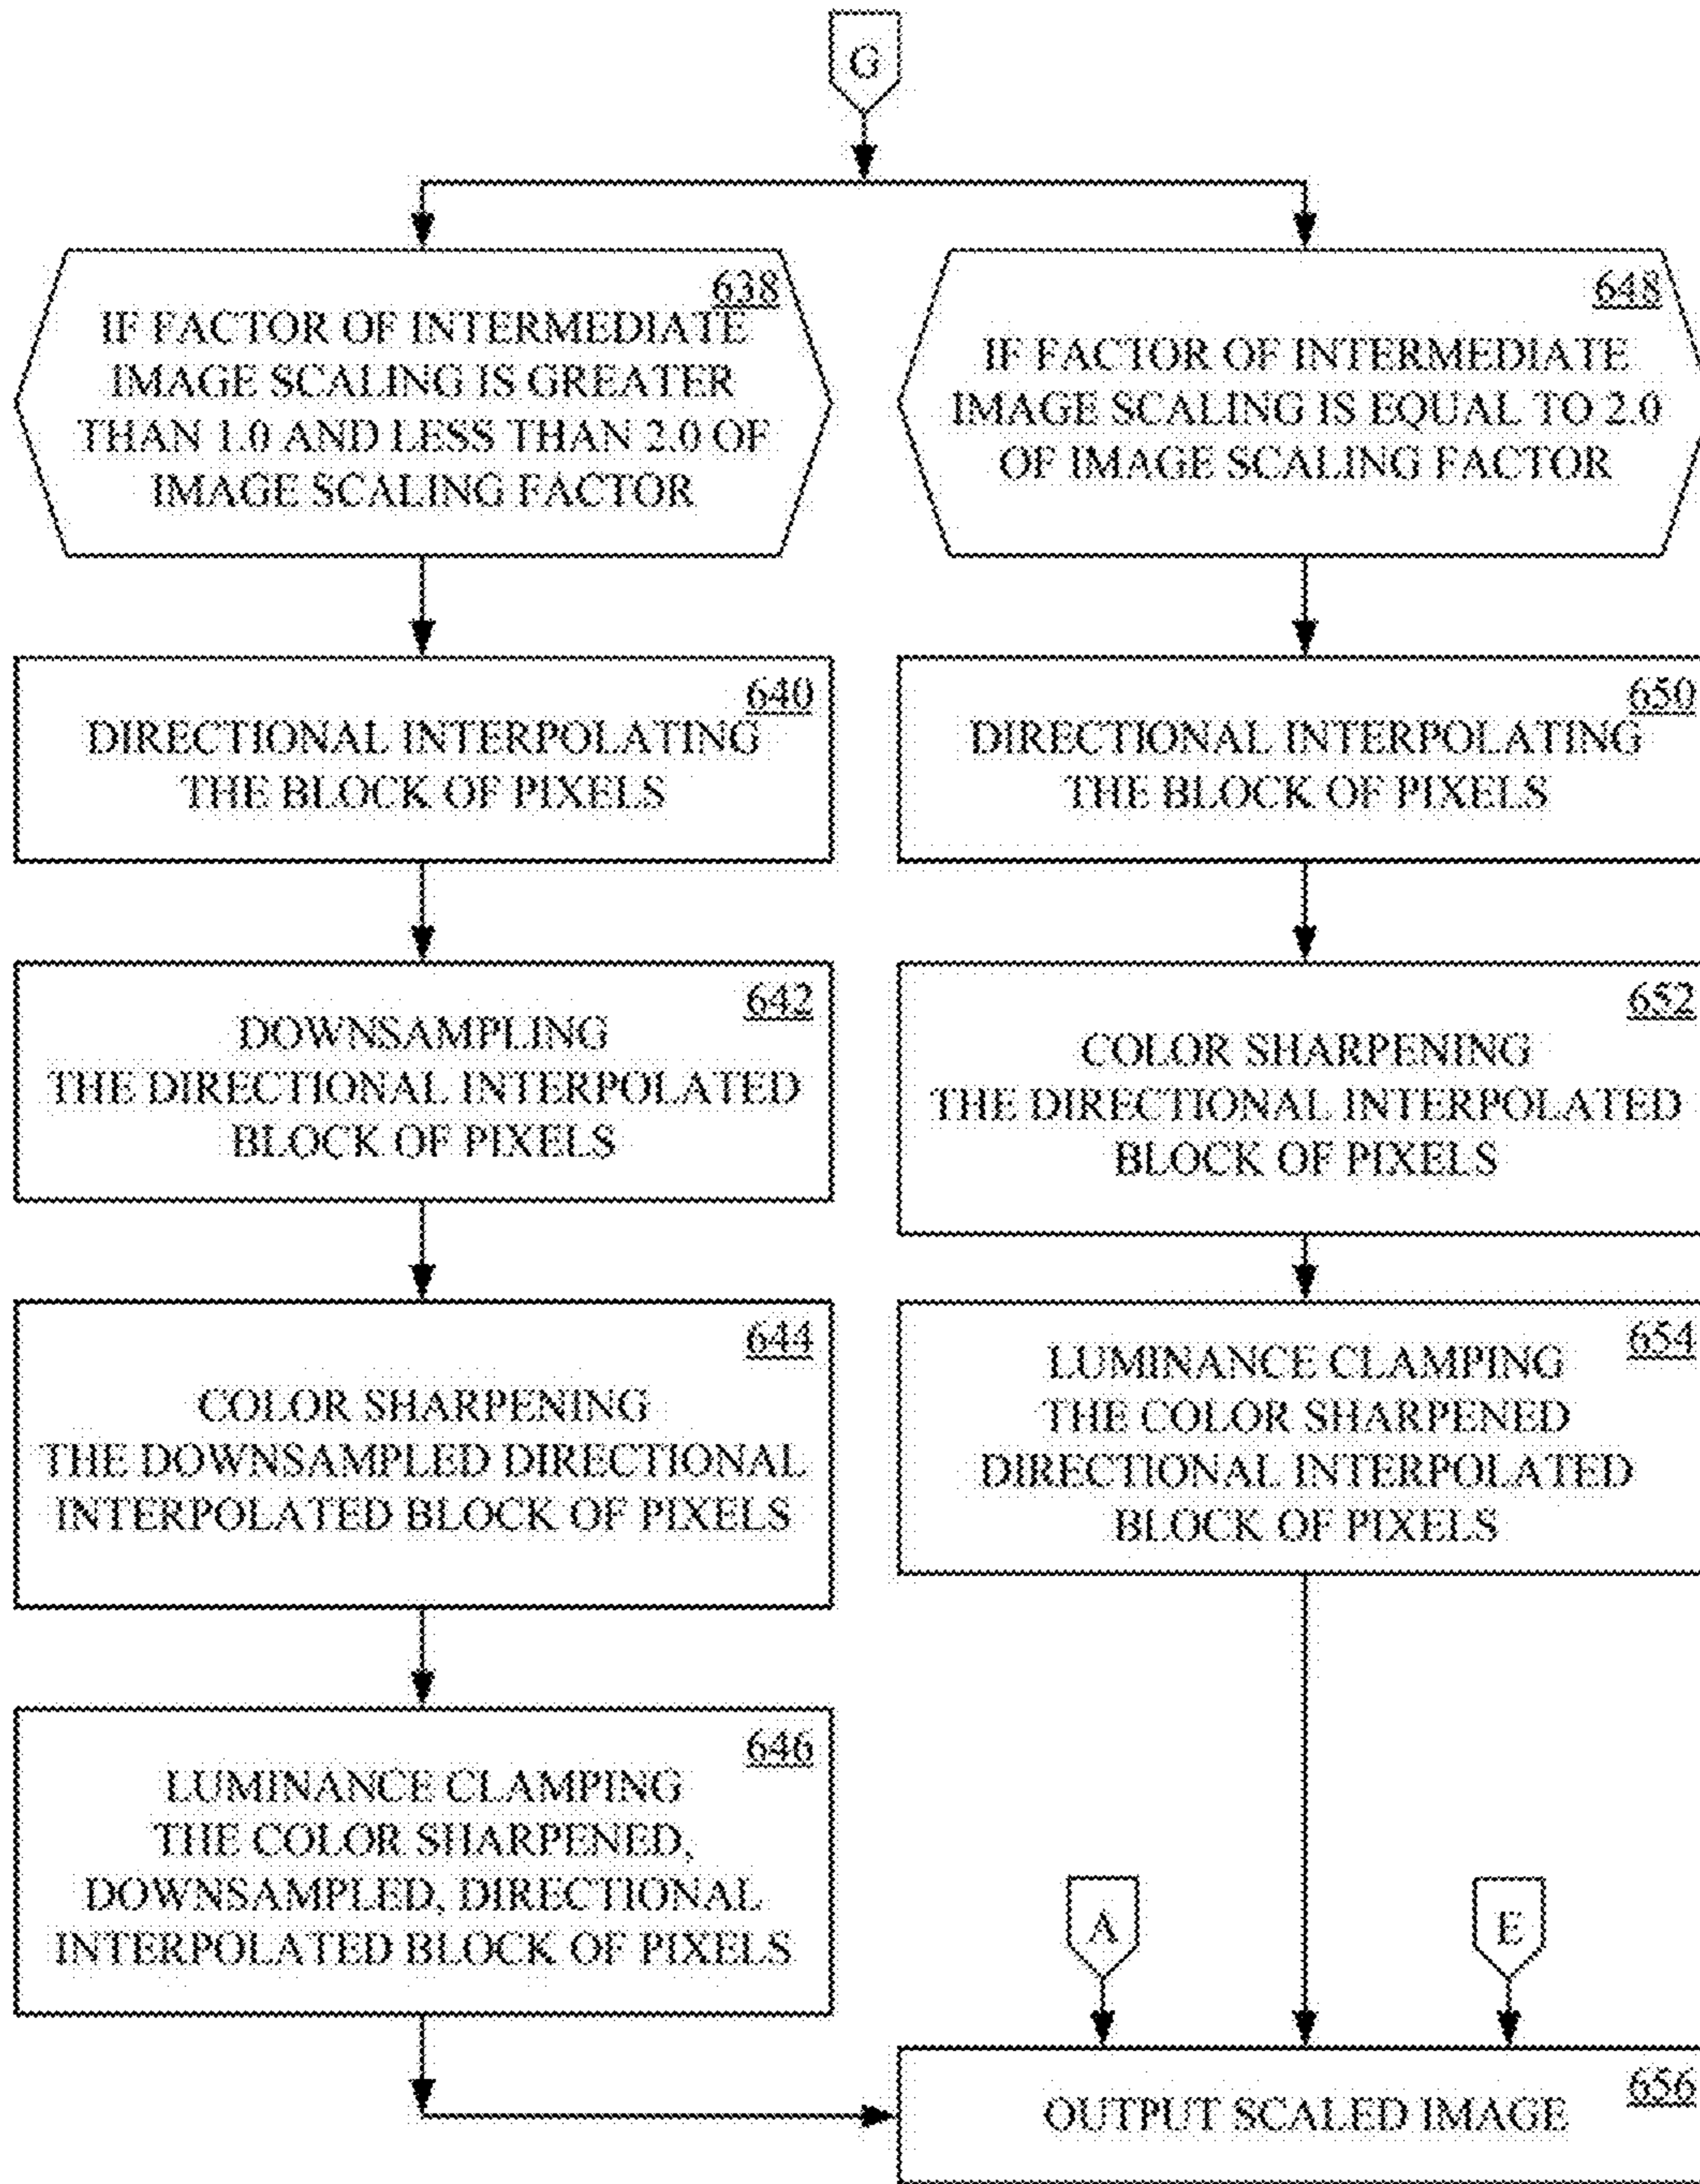 G
638
IF FACTOR OF INTERMEDIATE
IMAGE SCALING IS GREATER
THAN 1.0 AND LESS THAN 2.0 OF
IMAGE SCALING FACTOR
640
DIRECTIONAL INTERPOLATING
THE BLOCK OF PIXELS
642
DOWNSAMPLING
THE DIRECTIONAL INTERPOLATED
BLOCK OF PIXELS
644
COLOR SHARPENING
THE DOWNSAMPLED DIRECTIONAL
INTERPOLATED BLOCK OF PIXELS
646
LUMINANCE CLAMPING
THE COLOR SHARPENED,
DOWNSAMPLED, DIRECTIONAL
INTERPOLATED BLOCK OF PIXELS
648
IF FACTOR OF INTERMEDIATE
IMAGE SCALING IS EQUAL TO 2.0
OF IMAGE SCALING FACTOR
650
DIRECTIONAL INTERPOLATING
THE BLOCK OF PIXELS
652
COLOR SHARPENING
THE DIRECTIONAL INTERPOLATED
BLOCK OF PIXELS
654
LUMINANCE CLAMPING
THE COLOR SHARPENED
DIRECTIONAL INTERPOLATED
BLOCK OF PIXELS
A
E
656
OUTPUT SCALED IMAGE